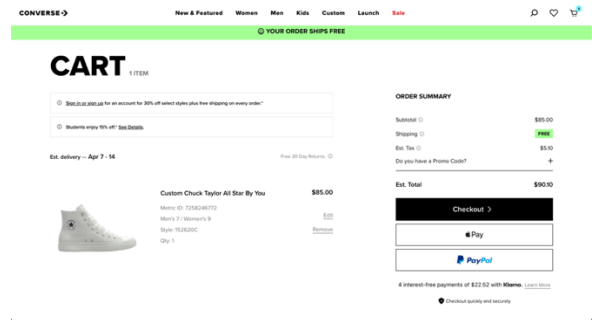 CONVERSE
New & Featured Women Men Kids Custom Launch Sale
YOUR ORDER SHIPS FREE
CART 1 ITEM
Sign in or sign up for an account for 30% off select styles plus free shipping on every order.*
Students enjoy 15% off.* See Details.
Est. delivery — Apr 7 - 14
Free 30 Day Returns.
Custom Chuck Taylor All Star By You $85.00
Metric ID: 7258246772
Men's 7 / Women's 9
Edit
Style: 152620C
Remove
Qty: 1
ORDER SUMMARY
Subtotal $85.00
Shipping FREE
Est. Tax $5.10
Do you have a Promo Code? +
Est. Total $90.10
Checkout
Pay
PayPal
4 interest-free payments of $22.52 with Klarna. Learn More
Checkout quickly and securely